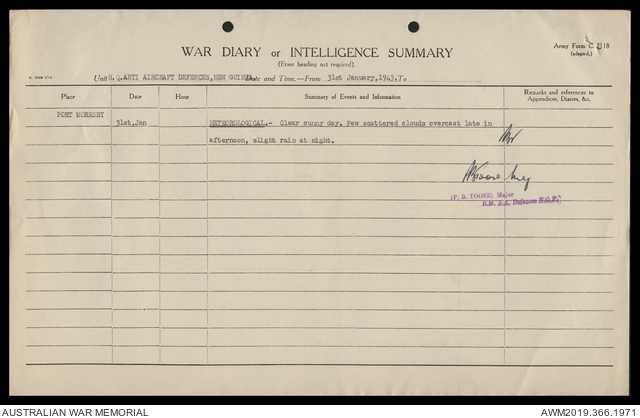 Army Form C. 2118
(adapted.)
WAR DIARY or INTELLIGENCE SUMMARY
(Erase heading not required).
Unit H.Q. ANTI AIRCRAFT DEFENCES, NEW GUINEA Date and Time.—From 31st January, 1943, To
Place Date Hour Summary of Events and Information Remarks and references to Appendices, Diaries, &c.
PORT MORESBY
31st, Jan METEOROLOGICAL.- Clear sunny day. Few scattered clouds overcast late in
afternoon, slight rain at night.
(P. B. TOOSE) Major
B.M. A.A. Defences N.G.F.
AUSTRALIAN WAR MEMORIAL AWM2019.366.1971